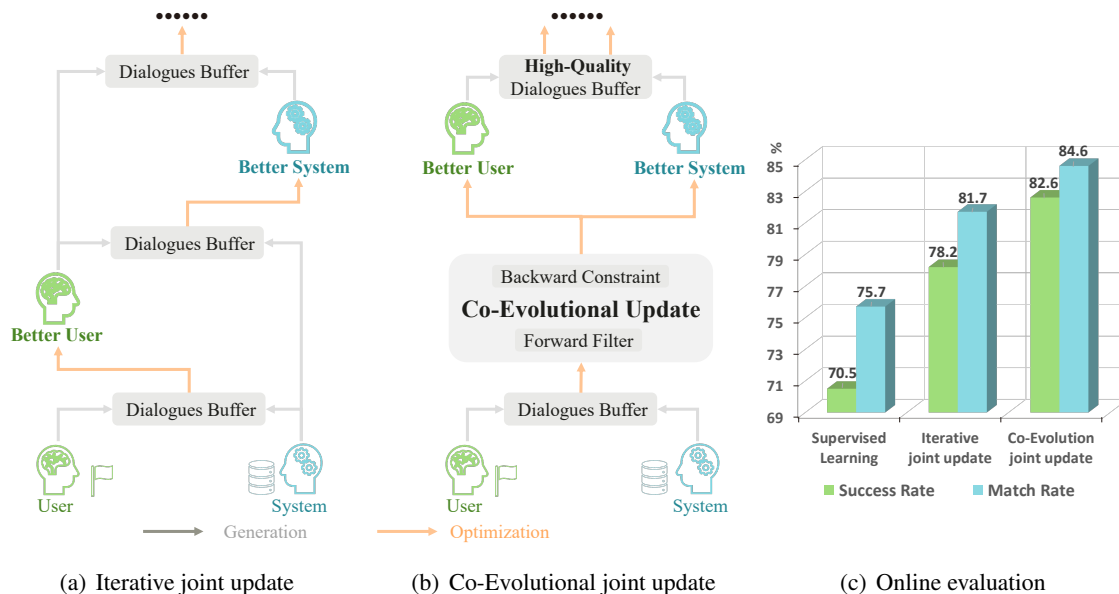 Dialogues Buffer
Better System
Dialogues Buffer
Better User
Dialogues Buffer
User
System
High-Quality
Dialogues Buffer
Better User
Better System
Backward Constraint
Co-Evolutional Update
Forward Filter
Dialogues Buffer
User
System
Generation
Optimization
%
85
83
81
79
77
75
73
71
69
70.5
75.7
78.2
81.7
82.6
84.6
Supervised
Learning
Iterative
joint update
Co-Evolution
joint update
Success Rate
Match Rate
(a) Iterative joint update
(b) Co-Evolutional joint update
(c) Online evaluation